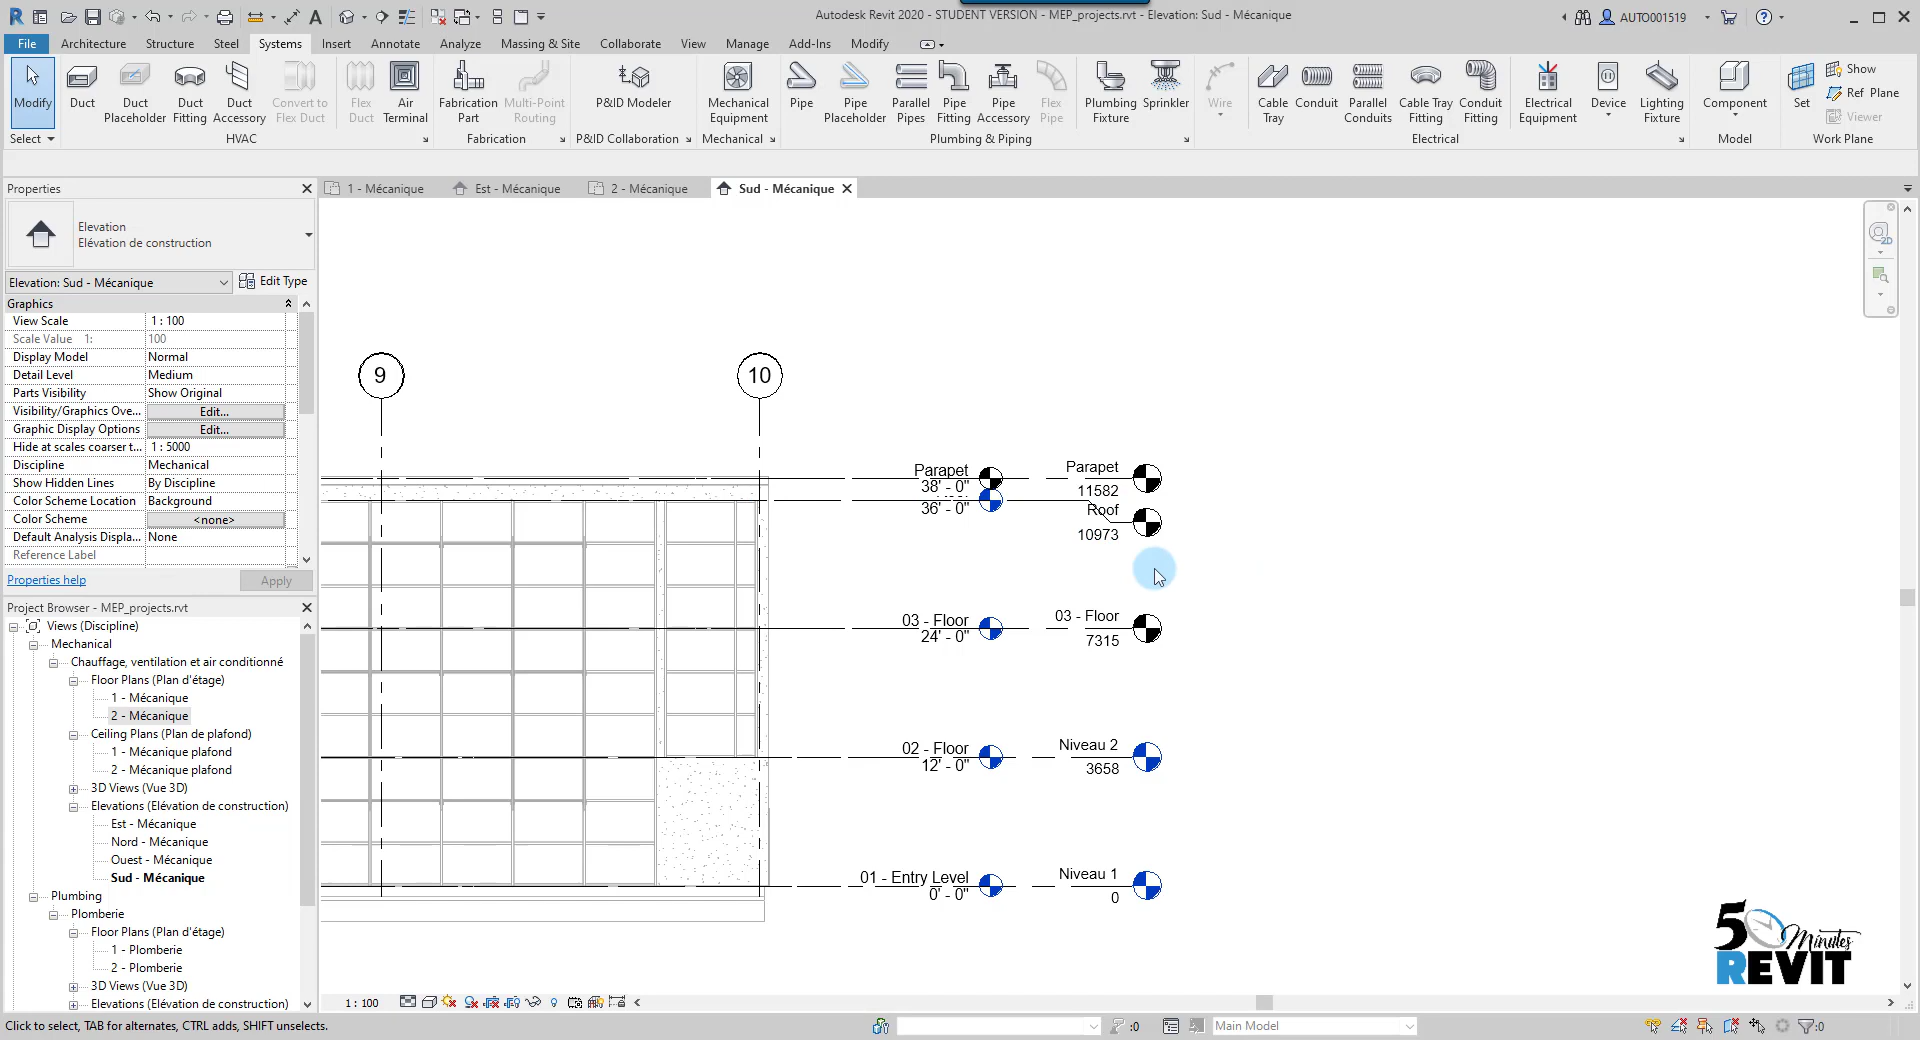 Autodesk Revit 2020 - STUDENT VERSION - MEP_projects.rvt - Elevation: Sud - Mécanique
AUTO001519
File Architecture Structure Steel Systems Insert Annotate Analyze Massing & Site Collaborate View Manage Add-Ins Modify
Modify
Duct
Duct Placeholder
Duct Fitting
Duct Accessory
Convert to Flex Duct
Flex Duct
Air Terminal
Fabrication Part
Multi-Point Routing
P&ID Modeler
Mechanical Equipment
Pipe
Pipe Placeholder
Parallel Pipes
Pipe Fitting
Pipe Accessory
Flex Pipe
Plumbing Fixture
Sprinkler
Wire
Cable Tray
Conduit
Parallel Conduits
Cable Tray Fitting
Conduit Fitting
Electrical Equipment
Device
Lighting Fixture
Component
Set
Show
Ref Plane
Viewer
Select HVAC Fabrication P&ID Collaboration Mechanical Plumbing & Piping Electrical Model Work Plane
Properties
1 - Mécanique
Est - Mécanique
2 - Mécanique
Sud - Mécanique
Elevation
Elévation de construction
Elevation: Sud - Mécanique
Edit Type
Graphics
View Scale 1 : 100
Scale Value 1: 100
Display Model Normal
Detail Level Medium
Parts Visibility Show Original
Visibility/Graphics Ove... Edit...
Graphic Display Options Edit...
Hide at scales coarser t... 1 : 5000
Discipline Mechanical
Show Hidden Lines By Discipline
Color Scheme Location Background
Color Scheme <none>
Default Analysis Displa... None
Reference Label
Properties help
Apply
Project Browser - MEP_projects.rvt
Views (Discipline)
Mechanical
Chauffage, ventilation et air conditionné
Floor Plans (Plan d'étage)
1 - Mécanique
2 - Mécanique
Ceiling Plans (Plan de plafond)
1 - Mécanique plafond
2 - Mécanique plafond
3D Views (Vue 3D)
Elevations (Elévation de construction)
Est - Mécanique
Nord - Mécanique
Ouest - Mécanique
Sud - Mécanique
Plumbing
Plomberie
Floor Plans (Plan d'étage)
1 - Plomberie
2 - Plomberie
3D Views (Vue 3D)
Elevations (Elévation de construction)
9
10
Parapet
38' - 0"
36' - 0"
Parapet
11582
Roof
10973
03 - Floor
24' - 0"
03 - Floor
7315
02 - Floor
12' - 0"
Niveau 2
3658
01 - Entry Level
0' - 0"
Niveau 1
0
2D
50 Minutes
REVIT
1 : 100
Click to select, TAB for alternates, CTRL adds, SHIFT unselects.
:0
Main Model
:0